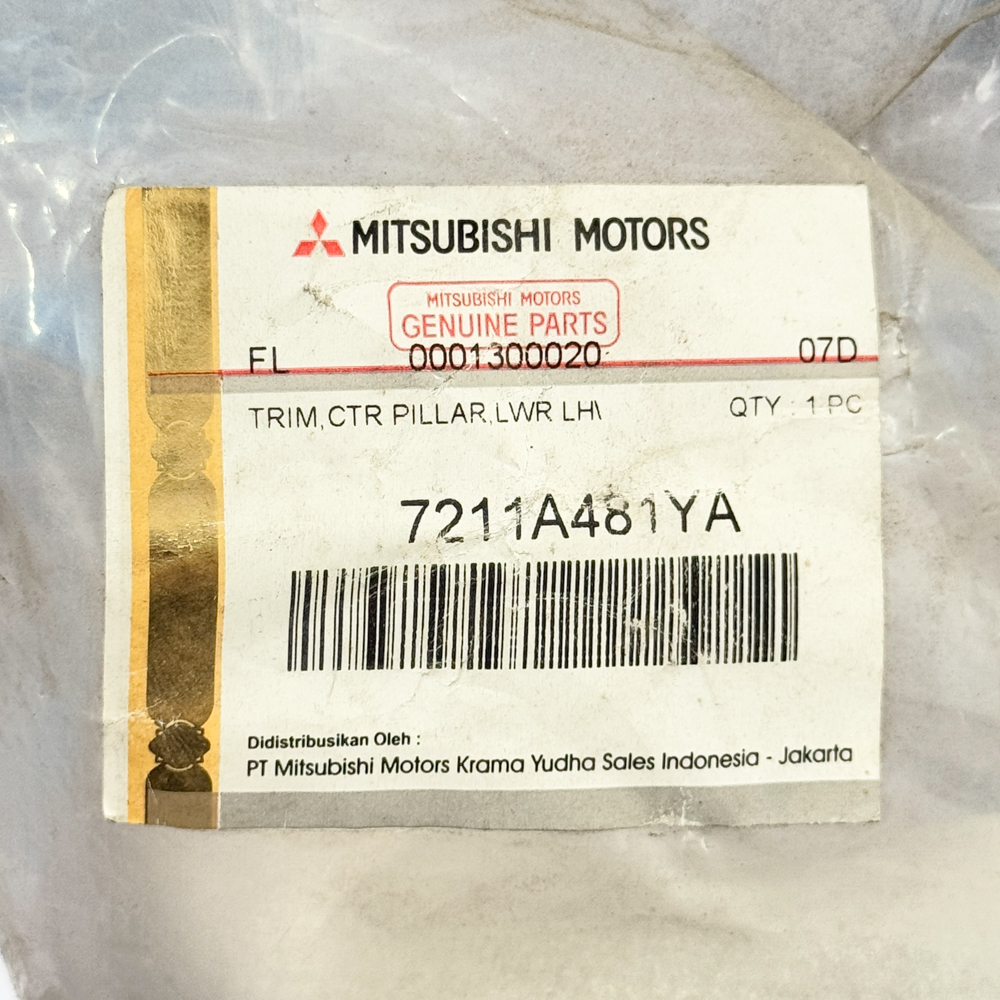 MITSUBISHI MOTORS
MITSUBISHI MOTORS
GENUINE PARTS
FL 0001300020 07D
TRIM,CTR PILLAR,LWR LH\
QTY : 1 PC
7211A481YA
Didistribusikan Oleh :
PT Mitsubishi Motors Krama Yudha Sales Indonesia - Jakarta